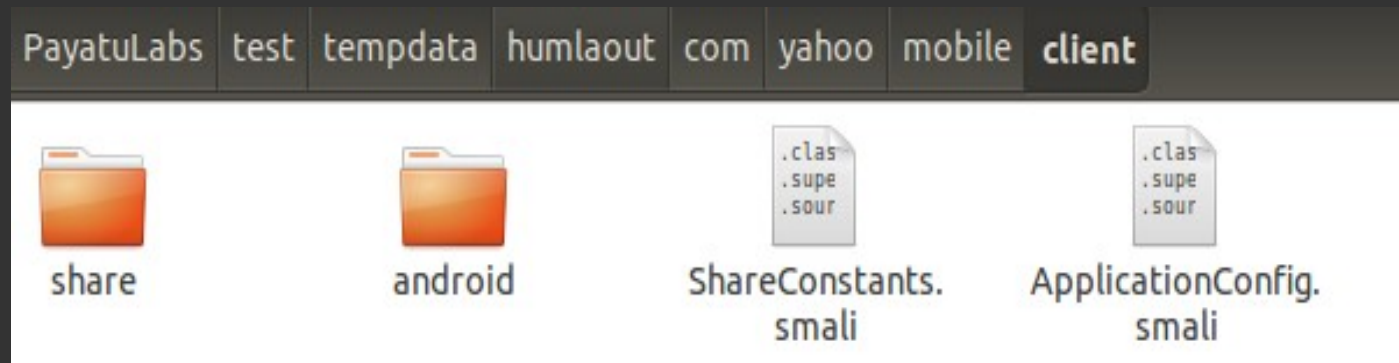 PayatuLabs test tempdata humlaout com yahoo mobile client
.clas .clas
.supe .supe
.sour .sour
share android ShareConstants. ApplicationConfig.
smali smali